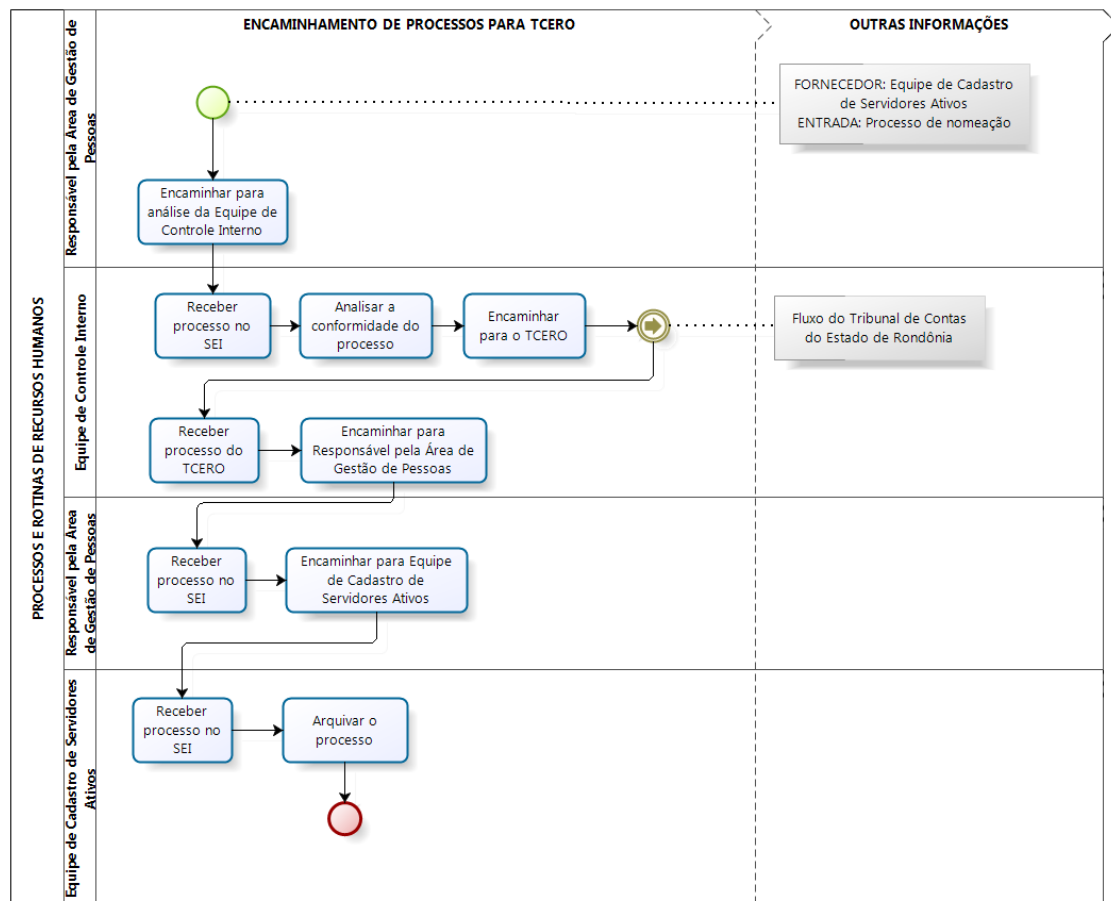 ENCAMINHAMENTO DE PROCESSOS PARA TCERO
OUTRAS INFORMAÇÕES
PROCESSOS E ROTINAS DE RECURSOS HUMANOS
Responsável pela Área de Gestão de
Pessoas
FORNECEDOR: Equipe de Cadastro
de Servidores Ativos
ENTRADA: Processo de nomeação
Encaminhar para
análise da Equipe de
Controle Interno
Equipe de Controle Interno
Receber
processo no
SEI
Analisar a
conformidade do
processo
Encaminhar
para o TCERO
Fluxo do Tribunal de Contas
do Estado de Rondônia
Receber
processo do
TCERO
Encaminhar para
Responsável pela Área de
Gestão de Pessoas
Responsável pela Área
de Gestão de Pessoas
Receber
processo no
SEI
Encaminhar para Equipe
de Cadastro de
Servidores Ativos
Equipe de Cadastro de Servidores
Ativos
Receber
processo no
SEI
Arquivar o
processo